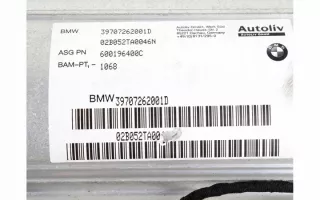 BMW 39707262001D
02B052TA0046N
ASG PN 600196400C
BAM-PT,- 1068
Autoliv
BMW 39707262001D
02B052TA00